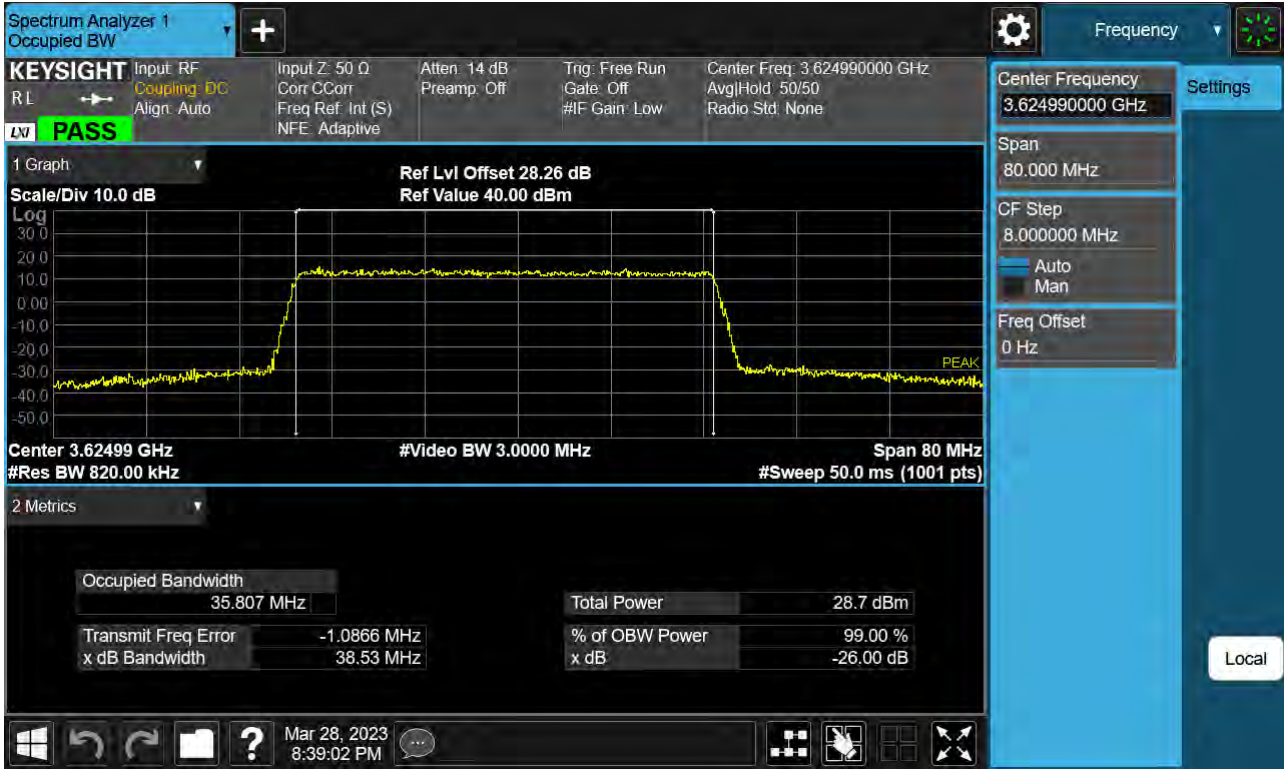 Spectrum Analyzer 1
Occupied BW
Frequency
KEYSIGHT
R L
LXI
PASS
Input: RF
Coupling: DC
Align: Auto
Input Z: 50 Ω
Corr CCorr
Freq Ref: Int (S)
NFE: Adaptive
Atten: 14 dB
Preamp: Off
Trig: Free Run
Gate: Off
#IF Gain: Low
Center Freq: 3.624990000 GHz
Avg|Hold: 50/50
Radio Std: None
Center Frequency
3.624990000 GHz
Settings
Span
80.000 MHz
CF Step
8.000000 MHz
Auto
Man
Freq Offset
0 Hz
Local
1 Graph
Scale/Div 10.0 dB
Ref Lvl Offset 28.26 dB
Ref Value 40.00 dBm
Log
30.0
20.0
10.0
0.00
-10.0
-20.0
-30.0
-40.0
-50.0
PEAK
Center 3.62499 GHz
#Video BW 3.0000 MHz
Span 80 MHz
#Res BW 820.00 kHz
#Sweep 50.0 ms (1001 pts)
2 Metrics
Occupied Bandwidth
35.807 MHz
Total Power 28.7 dBm
Transmit Freq Error -1.0866 MHz
% of OBW Power 99.00 %
x dB Bandwidth 38.53 MHz
x dB -26.00 dB
?
Mar 28, 2023
8:39:02 PM